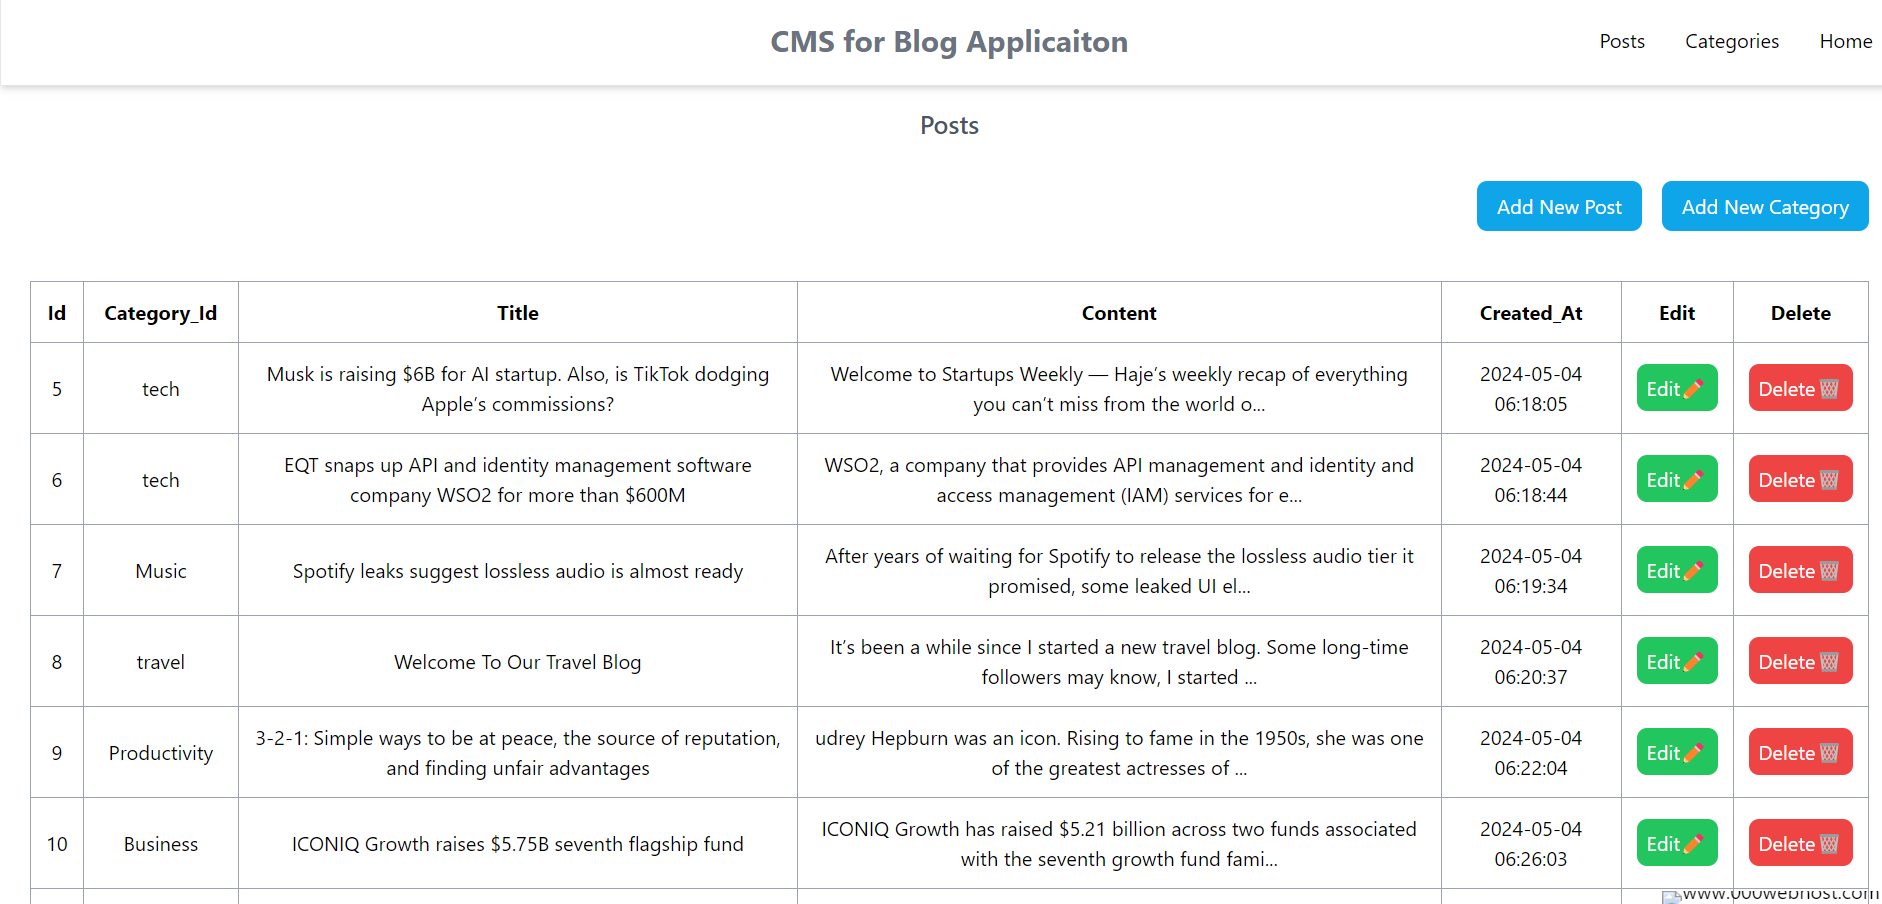 CMS for Blog Applicaiton
Posts Categories Home
Posts
Add New Post Add New Category
Id Category_Id Title Content Created_At Edit Delete
5 tech Musk is raising $6B for AI startup. Also, is TikTok dodging Apple’s commissions? Welcome to Startups Weekly — Haje‘s weekly recap of everything you can’t miss from the world o... 2024-05-04 06:18:05 Edit Delete
6 tech EQT snaps up API and identity management software company WSO2 for more than $600M WSO2, a company that provides API management and identity and access management (IAM) services for e... 2024-05-04 06:18:44 Edit Delete
7 Music Spotify leaks suggest lossless audio is almost ready After years of waiting for Spotify to release the lossless audio tier it promised, some leaked UI el... 2024-05-04 06:19:34 Edit Delete
8 travel Welcome To Our Travel Blog It’s been a while since I started a new travel blog. Some long-time followers may know, I started ... 2024-05-04 06:20:37 Edit Delete
9 Productivity 3-2-1: Simple ways to be at peace, the source of reputation, and finding unfair advantages udrey Hepburn was an icon. Rising to fame in the 1950s, she was one of the greatest actresses of ... 2024-05-04 06:22:04 Edit Delete
10 Business ICONIQ Growth raises $5.75B seventh flagship fund ICONIQ Growth has raised $5.21 billion across two funds associated with the seventh growth fund fami... 2024-05-04 06:26:03 Edit Delete
www.000webhost.com